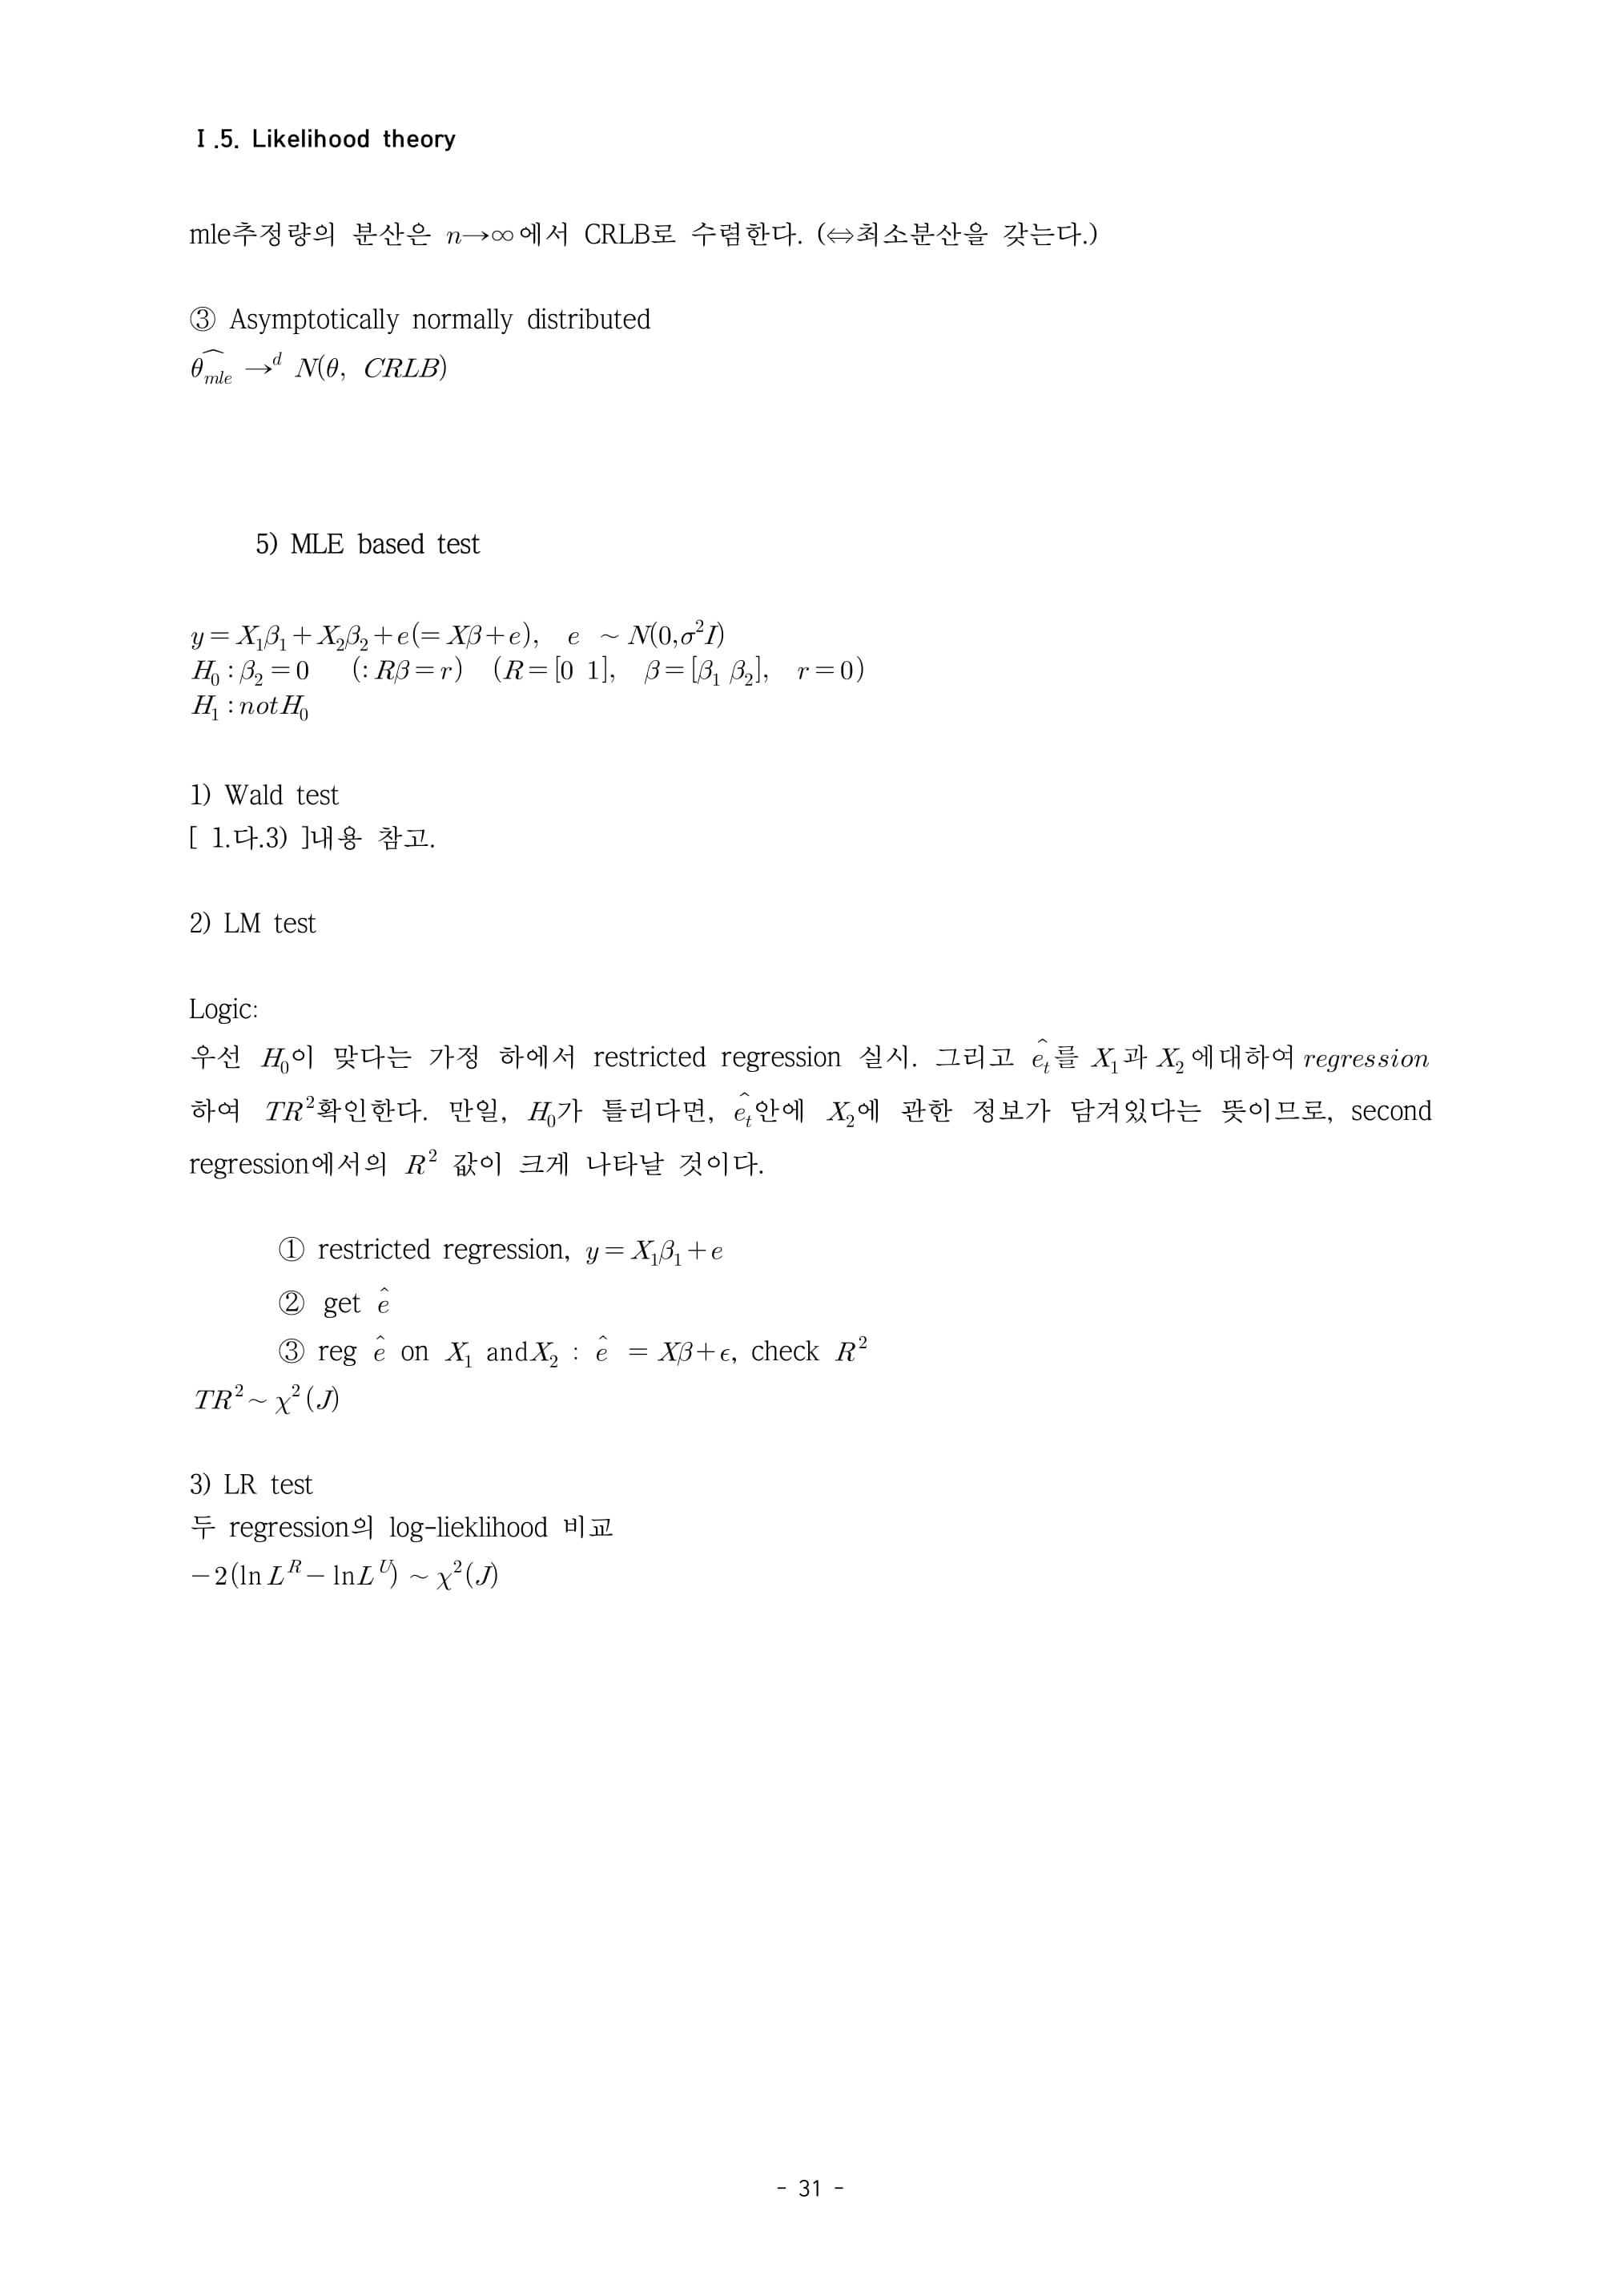 Ⅰ.5. Likelihood theory
mle추정량의 분산은 n→∞에서 CRLB로 수렴한다. (⇔최소분산을 갖는다.)
③ Asymptotically normally distributed
$\widehat{\theta_{mle}} \rightarrow^{d} N(\theta, CRLB)$
5) MLE based test
$y = X_1\beta_1 + X_2\beta_2 + e (= X\beta + e), \quad e \sim N(0, \sigma^2 I)$
$H_0 : \beta_2 = 0 \quad (: R\beta = r) \quad (R = [0\ 1], \quad \beta = [\beta_1\ \beta_2], \quad r = 0)$
$H_1 : not H_0$
1) Wald test
[ 1.다.3) ]내용 참고.
2) LM test
Logic:
우선 $H_0$이 맞다는 가정 하에서 restricted regression 실시. 그리고 $\hat{e_t}$를 $X_1$과 $X_2$에대하여 regression
하여 $TR^2$확인한다. 만일, $H_0$가 틀리다면, $\hat{e_t}$안에 $X_2$에 관한 정보가 담겨있다는 뜻이므로, second
regression에서의 $R^2$ 값이 크게 나타날 것이다.
① restricted regression, $y = X_1\beta_1 + e$
② get $\hat{e}$
③ reg $\hat{e}$ on $X_1$ and$X_2$ : $\hat{e} = X\beta + \epsilon$, check $R^2$
$TR^2 \sim \chi^2(J)$
3) LR test
두 regression의 log-lieklihood 비교
$-2(\ln L^R - \ln L^U) \sim \chi^2(J)$
- 31 -